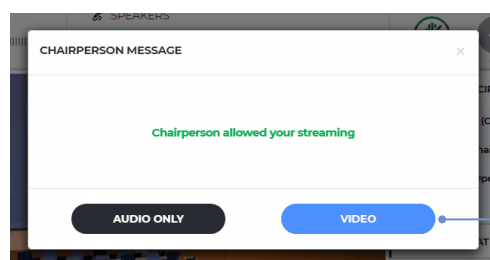 SPEAKERS
CHAIRPERSON MESSAGE
×
Chairperson allowed your streaming
AUDIO ONLY
VIDEO